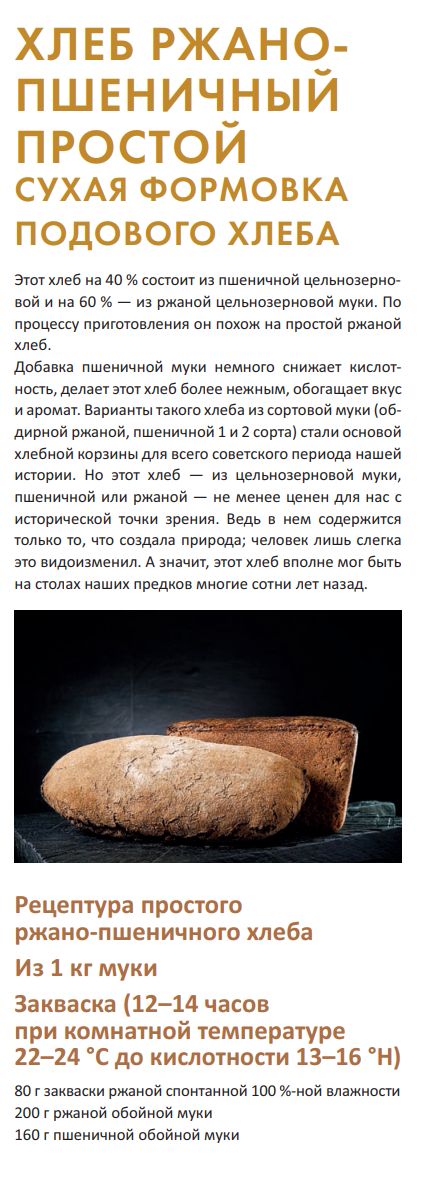 ХЛЕБ РЖАНО-
ПШЕНИЧНЫЙ
ПРОСТОЙ
СУХАЯ ФОРМОВКА
ПОДОВОГО ХЛЕБА
Этот хлеб на 40 % состоит из пшеничной цельнозерно-
вой и на 60 % — из ржаной цельнозерновой муки. По
процессу приготовления он похож на простой ржаной
хлеб.
Добавка пшеничной муки немного снижает кислот-
ность, делает этот хлеб более нежным, обогащает вкус
и аромат. Варианты такого хлеба из сортовой муки (об-
дирной ржаной, пшеничной 1 и 2 сорта) стали основой
хлебной корзины для всего советского периода нашей
истории. Но этот хлеб — из цельнозерновой муки,
пшеничной или ржаной — не менее ценен для нас с
исторической точки зрения. Ведь в нем содержится
только то, что создала природа; человек лишь слегка
это видоизменил. А значит, этот хлеб вполне мог быть
на столах наших предков многие сотни лет назад.
Рецептура простого
ржано-пшеничного хлеба
Из 1 кг муки
Закваска (12–14 часов
при комнатной температуре
22–24 °С до кислотности 13–16 °Н)
80 г закваски ржаной спонтанной 100 %-ной влажности
200 г ржаной обойной муки
160 г пшеничной обойной муки